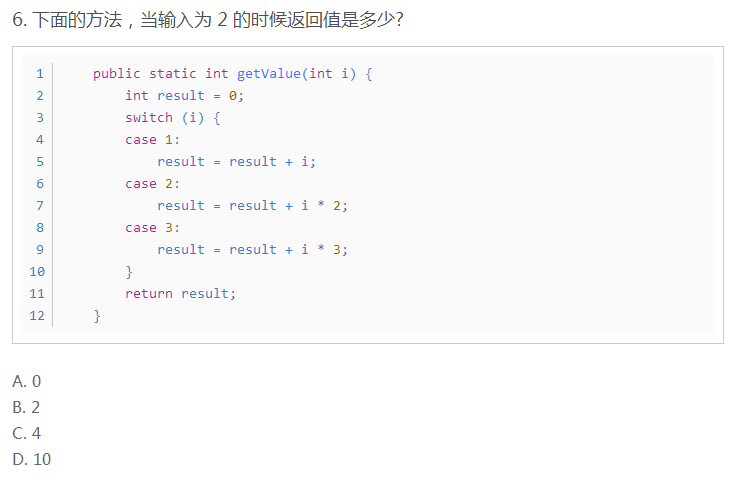 6. 下面的方法，当输入为 2 的时候返回值是多少?
1 public static int getValue(int i) {
2 int result = 0;
3 switch (i) {
4 case 1:
5 result = result + i;
6 case 2:
7 result = result + i * 2;
8 case 3:
9 result = result + i * 3;
10 }
11 return result;
12 }
A. 0
B. 2
C. 4
D. 10